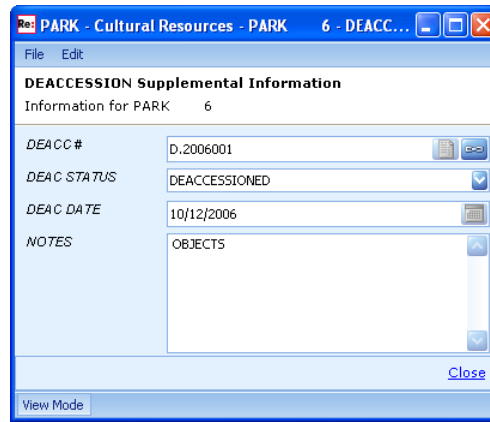 Re: PARK - Cultural Resources - PARK 6 - DEACC...
File Edit
DEACCESSION Supplemental Information
Information for PARK 6
DEACC # D.2006001
DEAC STATUS DEACCESSIONED
DEAC DATE 10/12/2006
NOTES OBJECTS
Close
View Mode